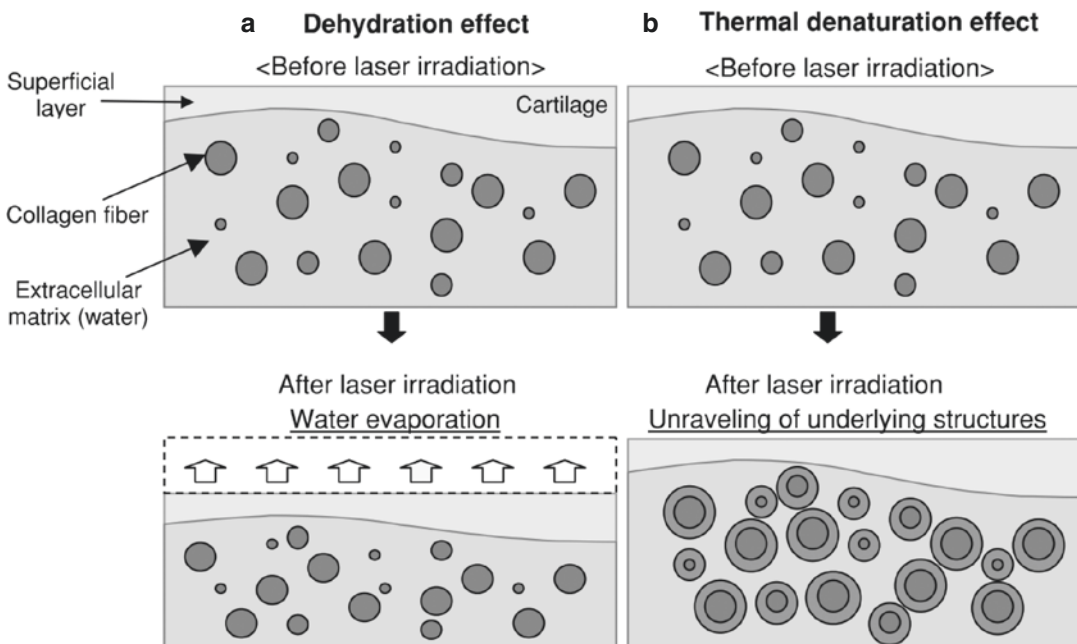 a Dehydration effect
<Before laser irradiation>
Superficial
layer
Cartilage
Collagen fiber
Extracellular
matrix (water)
After laser irradiation
Water evaporation
b Thermal denaturation effect
<Before laser irradiation>
After laser irradiation
Unraveling of underlying structures